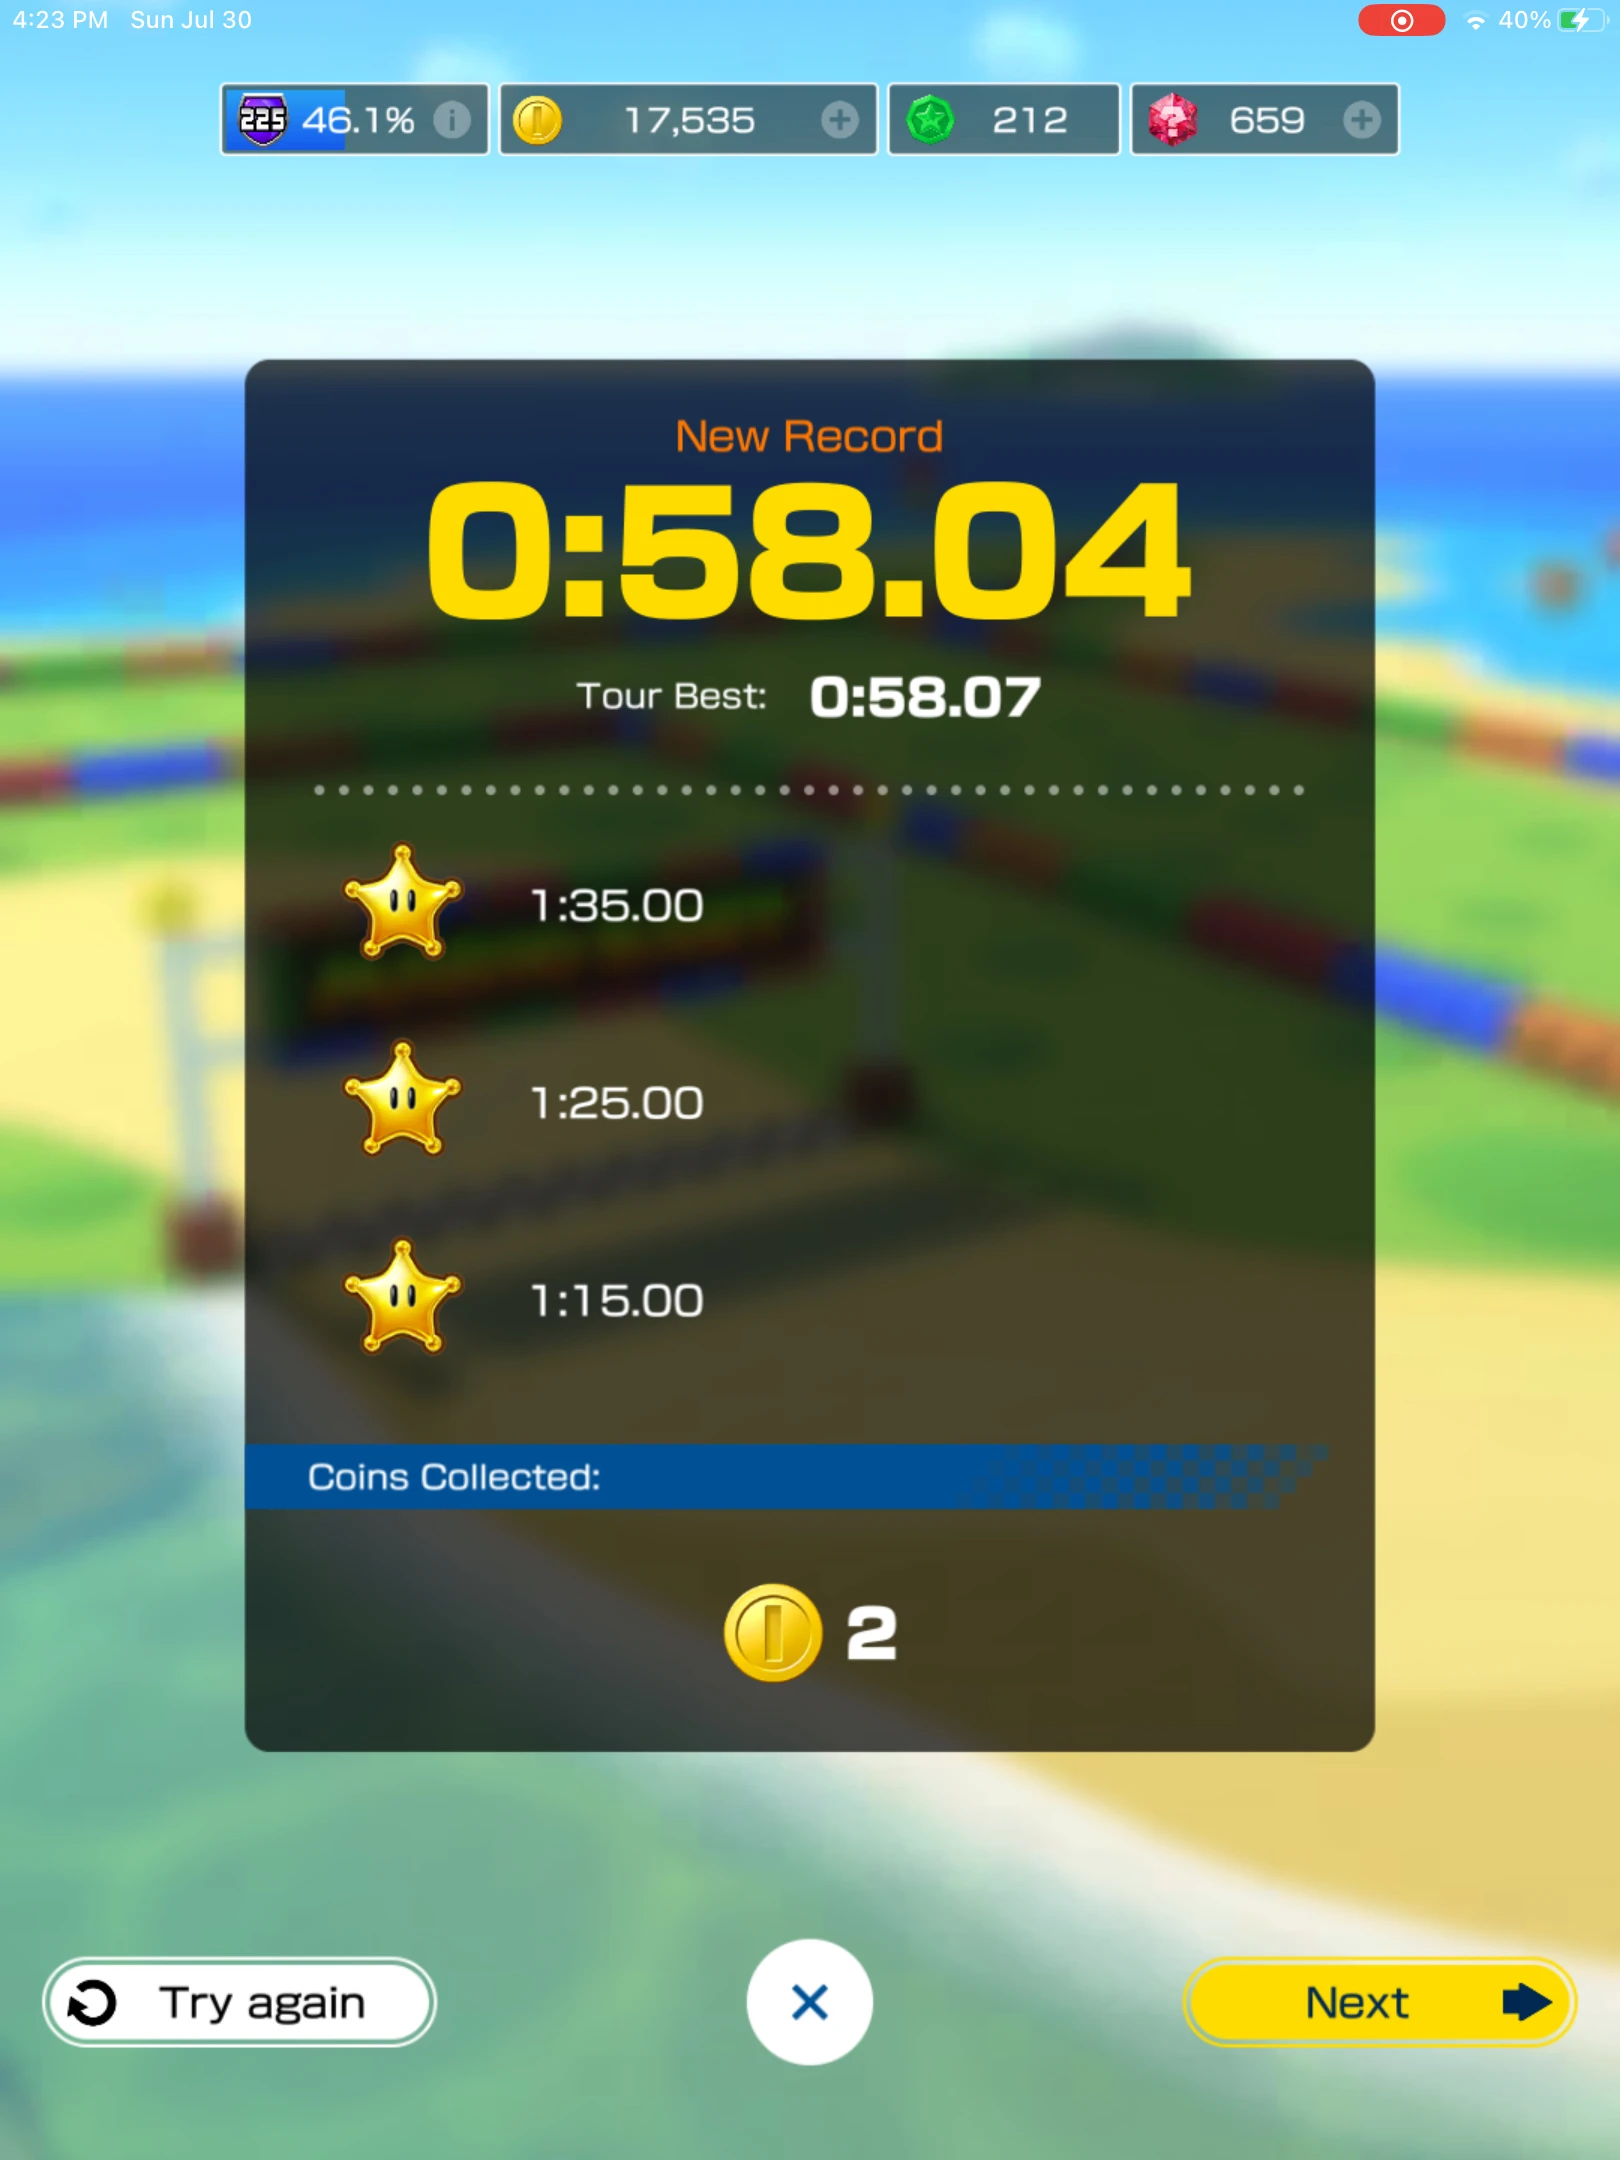 4:23 PM Sun Jul 30 40%
225 46.1% 17,535 212 659
New Record
0:58.04
Tour Best: 0:58.07
1:35.00
1:25.00
1:15.00
Coins Collected:
2
Try again
Next